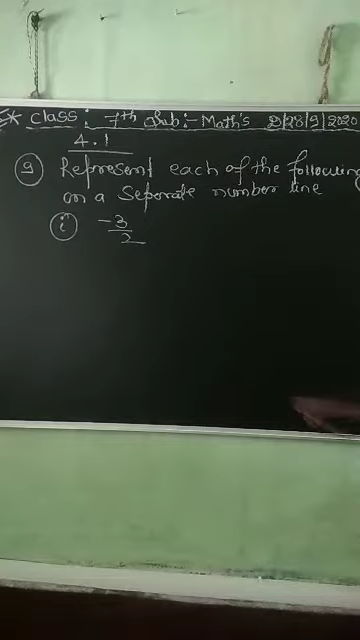 * Class: 7th Sub:- Math's D/28/9/2020
4.1
9 Represent each of the following
on a Seperate number line
i -3/2